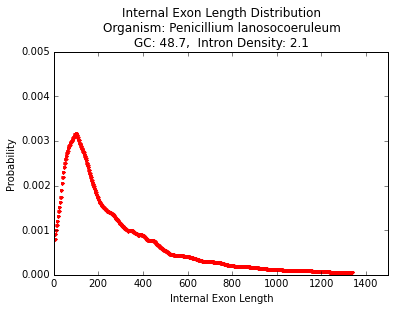 Internal Exon Length Distribution
Organism: Penicillium lanosocoeruleum
GC: 48.7,  Intron Density: 2.1
0.005
0.004
0.003
0.002
0.001
0.000
Probability
0 200 400 600 800 1000 1200 1400
Internal Exon Length